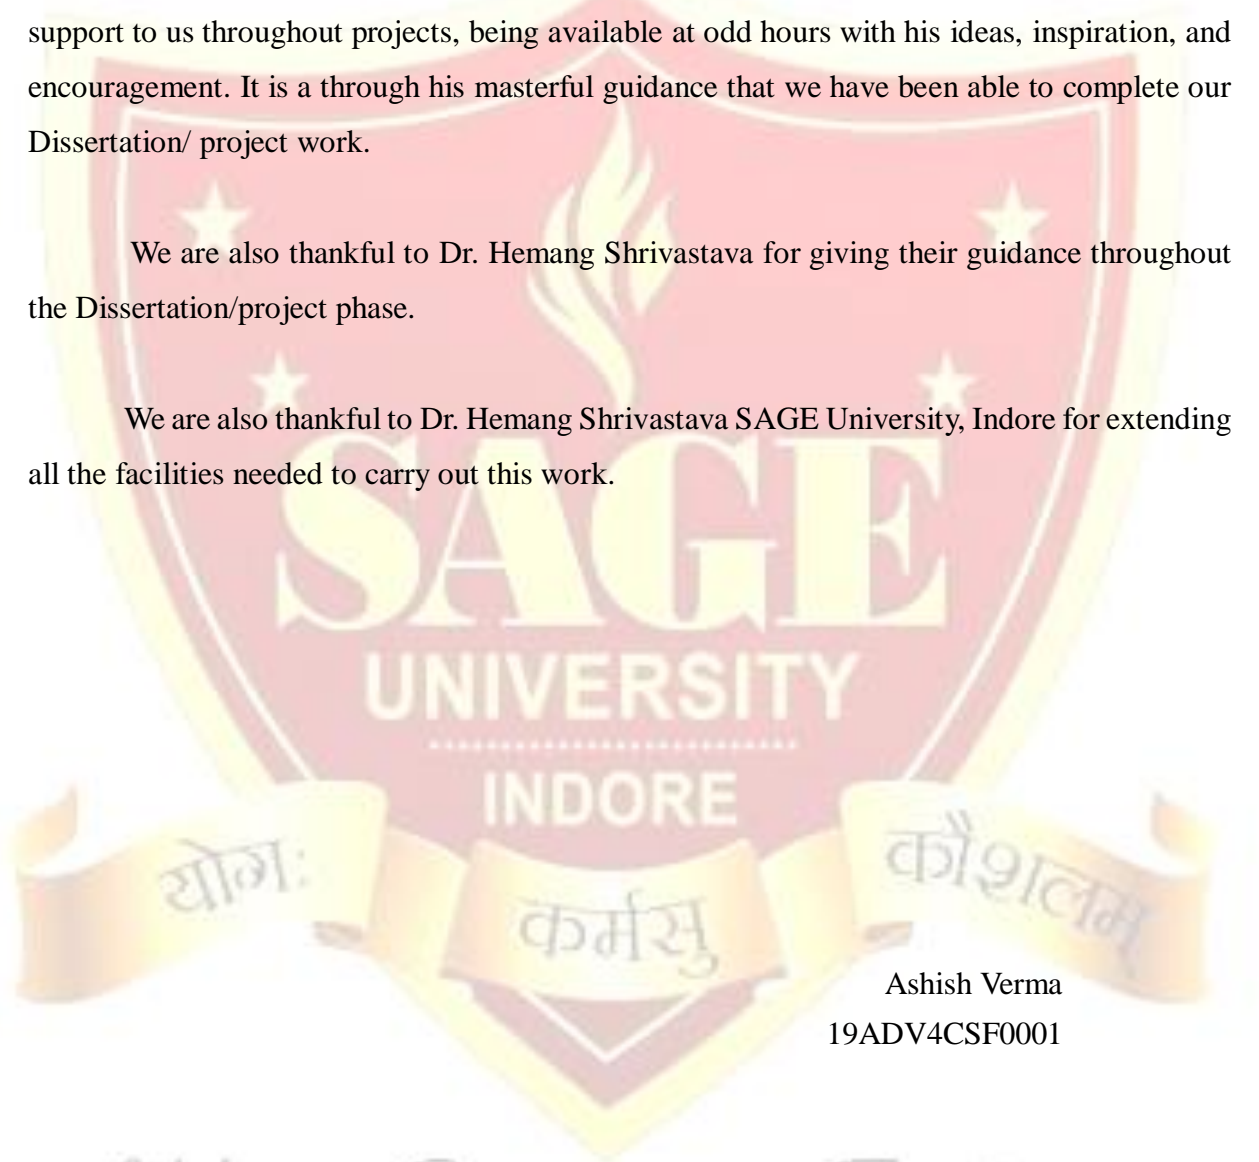 support to us throughout projects, being available at odd hours with his ideas, inspiration, and
encouragement. It is a through his masterful guidance that we have been able to complete our
Dissertation/ project work.
We are also thankful to Dr. Hemang Shrivastava for giving their guidance throughout
the Dissertation/project phase.
We are also thankful to Dr. Hemang Shrivastava SAGE University, Indore for extending
all the facilities needed to carry out this work.
SAGE
UNIVERSITY
INDORE
योगः
कर्मसु
कौशलम्
Ashish Verma
19ADV4CSF0001